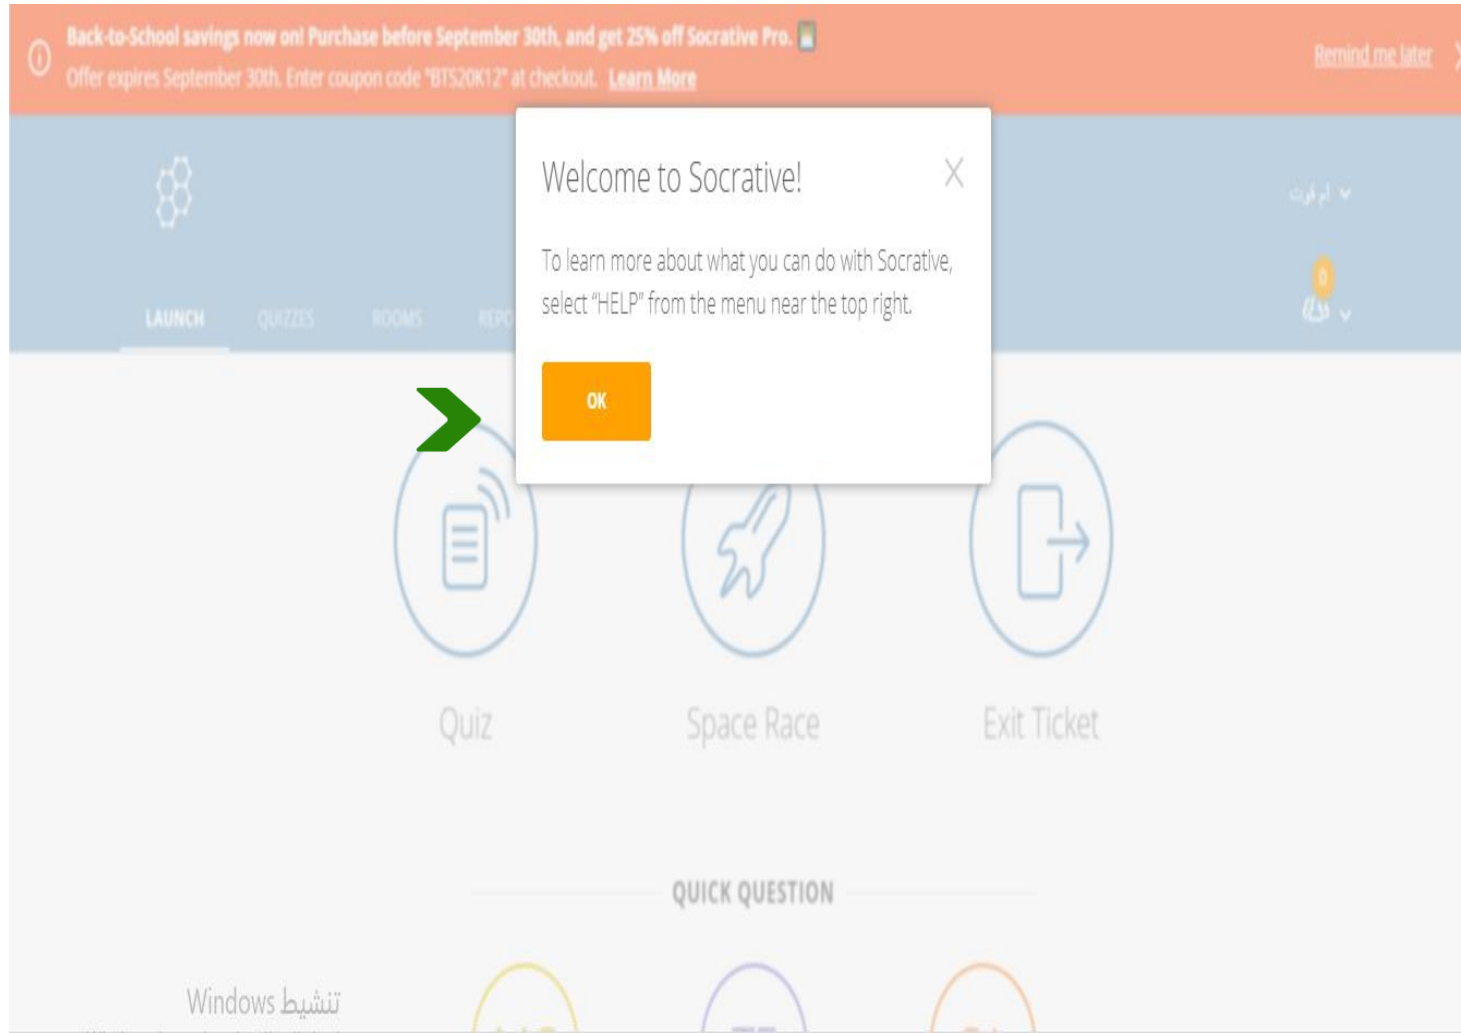 Back-to-School savings now on! Purchase before September 30th, and get 25% off Socrative Pro.
Offer expires September 30th. Enter coupon code "BTS20K12" at checkout. Learn More
Remind me later
Welcome to Socrative!
To learn more about what you can do with Socrative,
select "HELP" from the menu near the top right.
OK
LAUNCH QUIZZES ROOMS REPO
0
Quiz Space Race Exit Ticket
QUICK QUESTION
تنشيط Windows